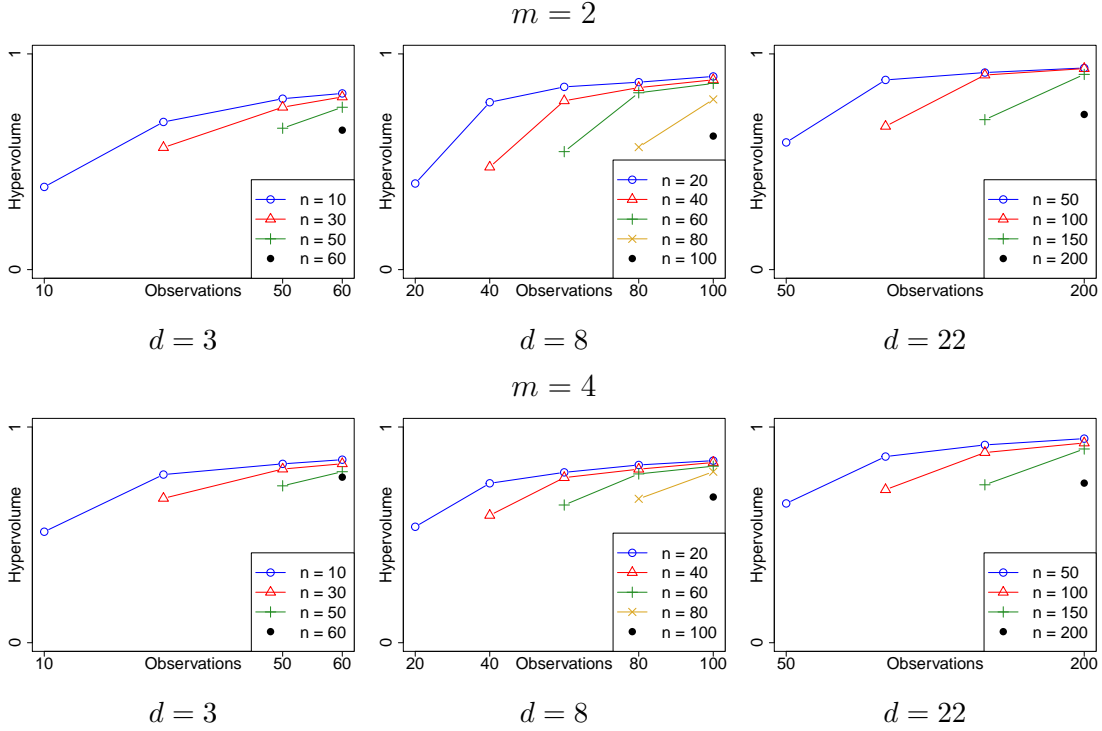 m = 2
1
Hypervolume
0
n = 10
n = 30
n = 50
n = 60
10
Observations
50
60
d = 3
1
Hypervolume
0
n = 20
n = 40
n = 60
n = 80
n = 100
20
40
Observations
80
100
d = 8
1
Hypervolume
0
n = 50
n = 100
n = 150
n = 200
50
Observations
200
d = 22
m = 4
1
Hypervolume
0
n = 10
n = 30
n = 50
n = 60
10
Observations
50
60
d = 3
1
Hypervolume
0
n = 20
n = 40
n = 60
n = 80
n = 100
20
40
Observations
80
100
d = 8
1
Hypervolume
0
n = 50
n = 100
n = 150
n = 200
50
Observations
200
d = 22